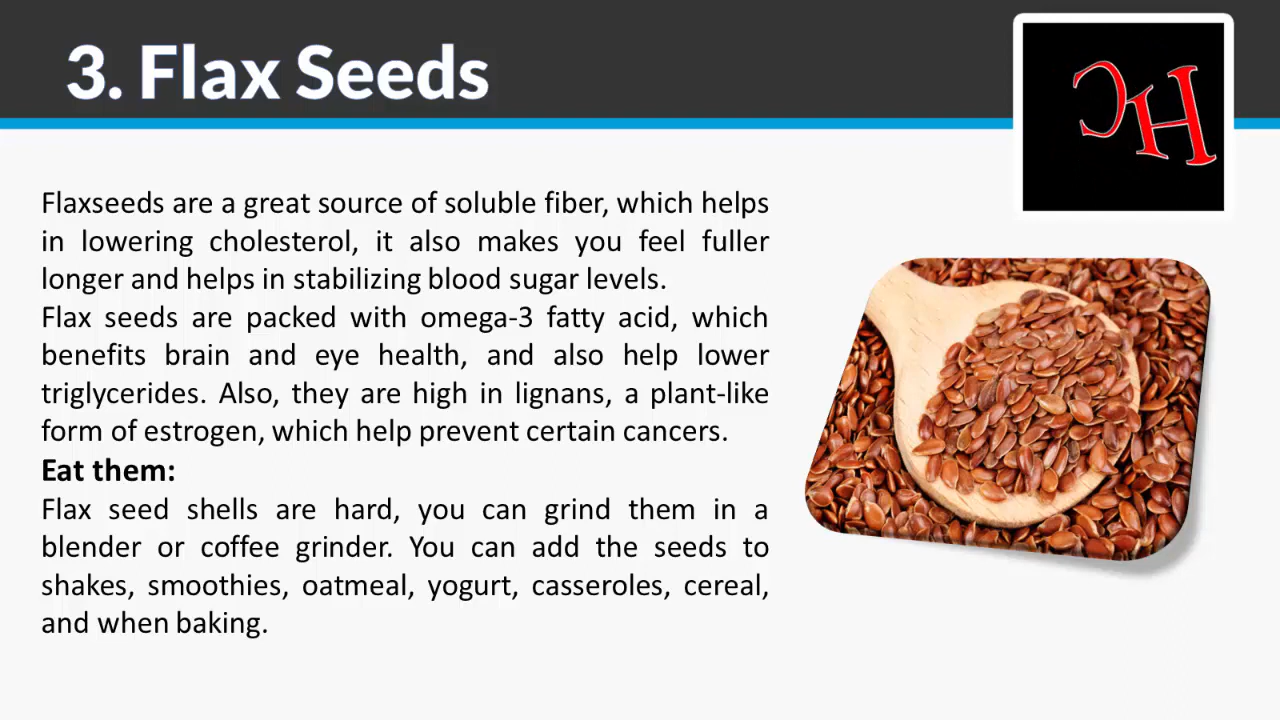 3. Flax Seeds
CH
Flaxseeds are a great source of soluble fiber, which helps
in lowering cholesterol, it also makes you feel fuller
longer and helps in stabilizing blood sugar levels.
Flax seeds are packed with omega-3 fatty acid, which
benefits brain and eye health, and also help lower
triglycerides. Also, they are high in lignans, a plant-like
form of estrogen, which help prevent certain cancers.
Eat them:
Flax seed shells are hard, you can grind them in a
blender or coffee grinder. You can add the seeds to
shakes, smoothies, oatmeal, yogurt, casseroles, cereal,
and when baking.